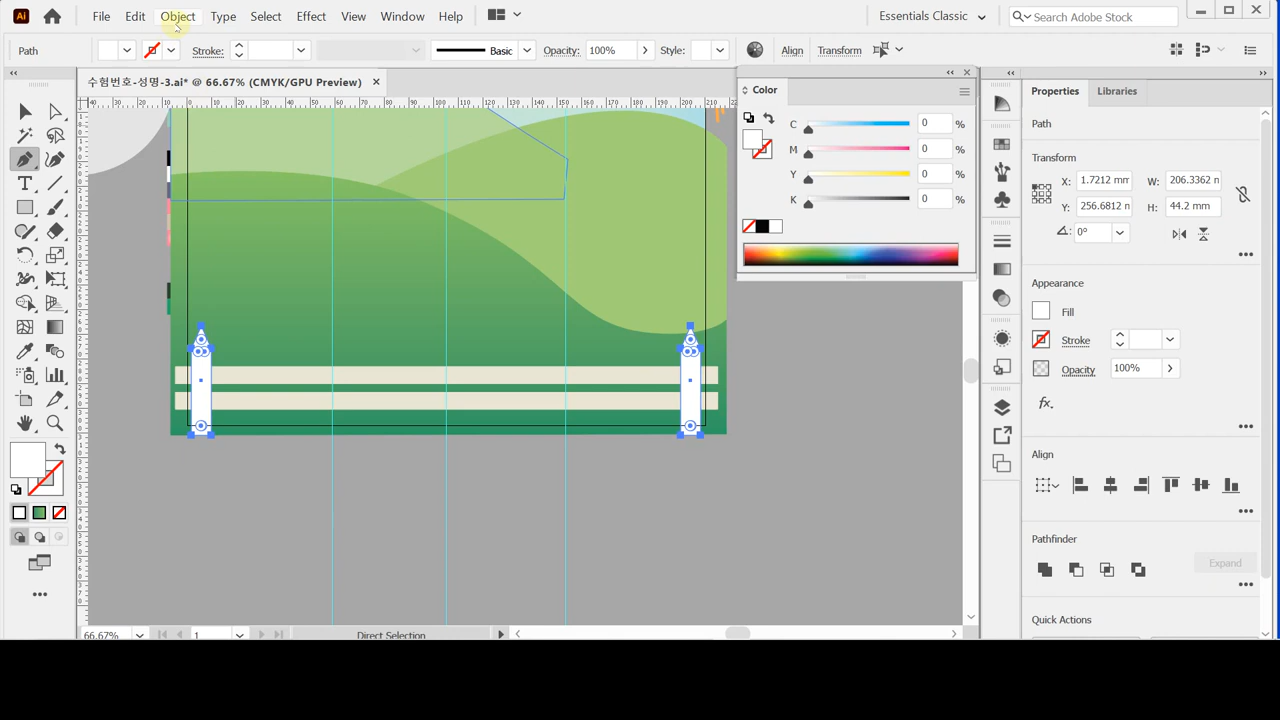 Ai File Edit Object Type Select Effect View Window Help Essentials Classic Search Adobe Stock
Path Stroke: Basic Opacity: 100% Style: Align Transform
수험번호-성명-3.ai* @ 66.67% (CMYK/GPU Preview)
Color
C 0 %
M 0 %
Y 0 %
K 0 %
Properties Libraries
Path
Transform
X: 1.7212 mm W: 206.3362 n
Y: 256.6812 n H: 44.2 mm
0°
Appearance
Fill
Stroke
Opacity 100%
fx
Align
Pathfinder
Expand
Quick Actions
66.67% 1 Direct Selection